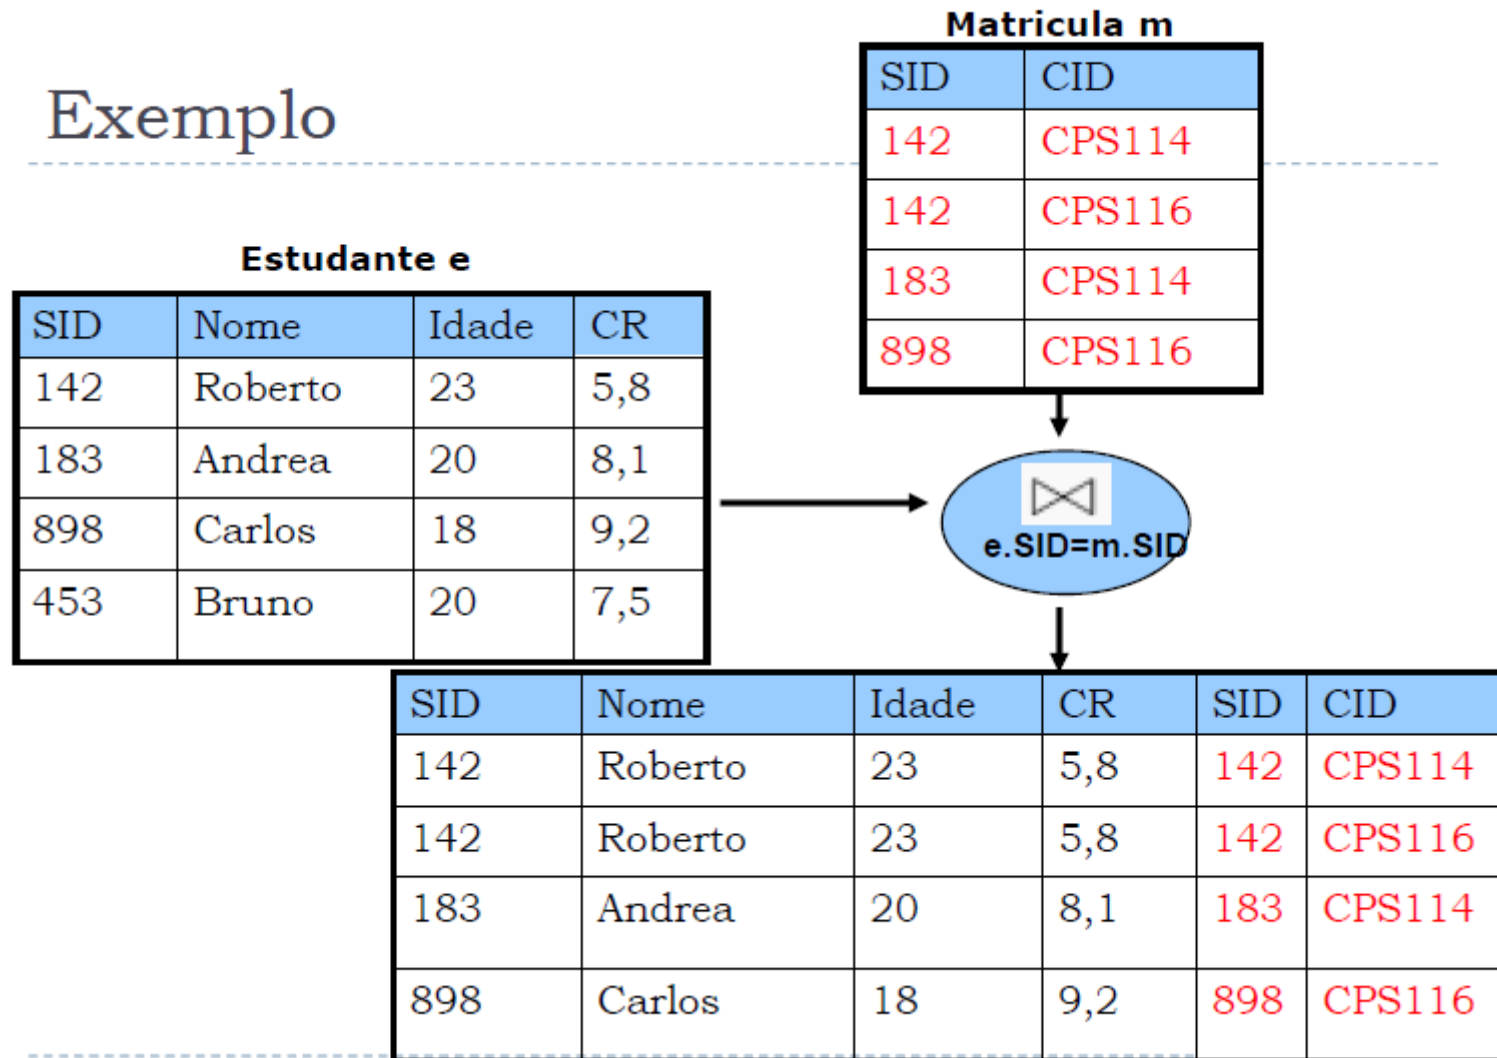 Exemplo
Matricula m
SID CID
142 CPS114
142 CPS116
183 CPS114
898 CPS116
Estudante e
SID Nome Idade CR
142 Roberto 23 5,8
183 Andrea 20 8,1
898 Carlos 18 9,2
453 Bruno 20 7,5
e.SID=m.SID
SID Nome Idade CR SID CID
142 Roberto 23 5,8 142 CPS114
142 Roberto 23 5,8 142 CPS116
183 Andrea 20 8,1 183 CPS114
898 Carlos 18 9,2 898 CPS116